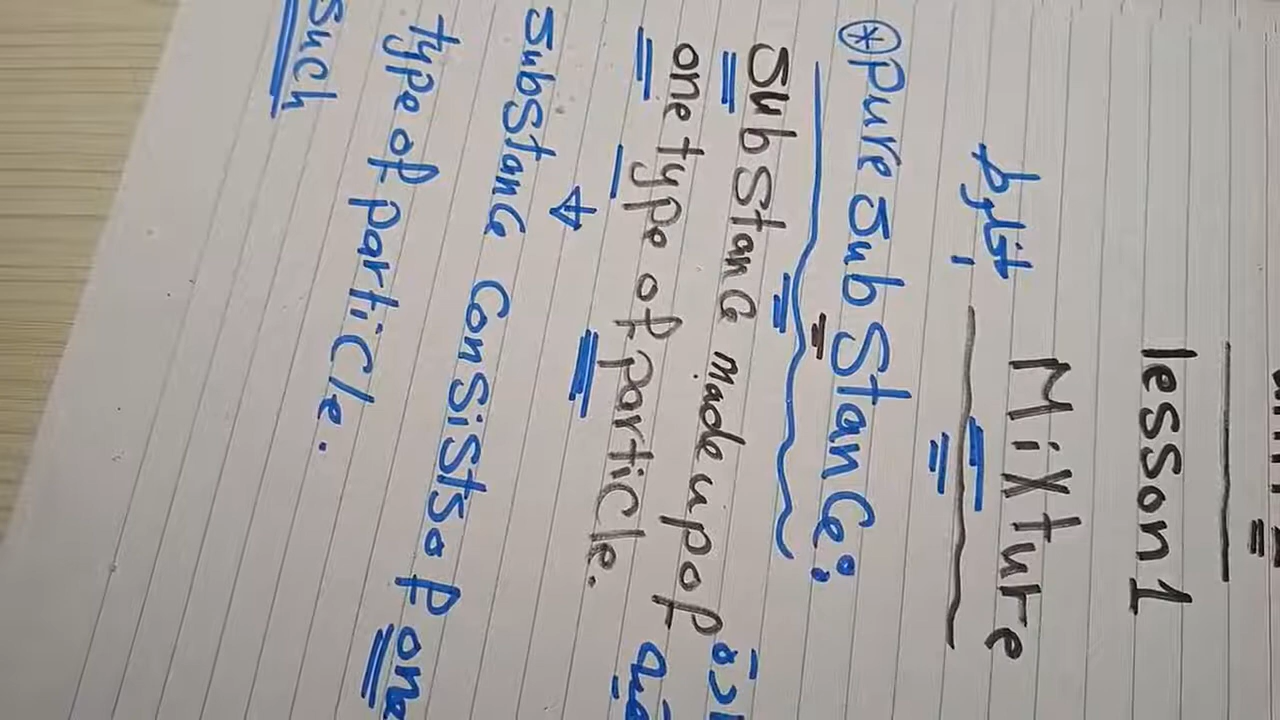 lesson 1
Mixture
✳ Pure Substance:
Substance made up of
one type of particle.
Substance Consists of one
type of particle.
Such